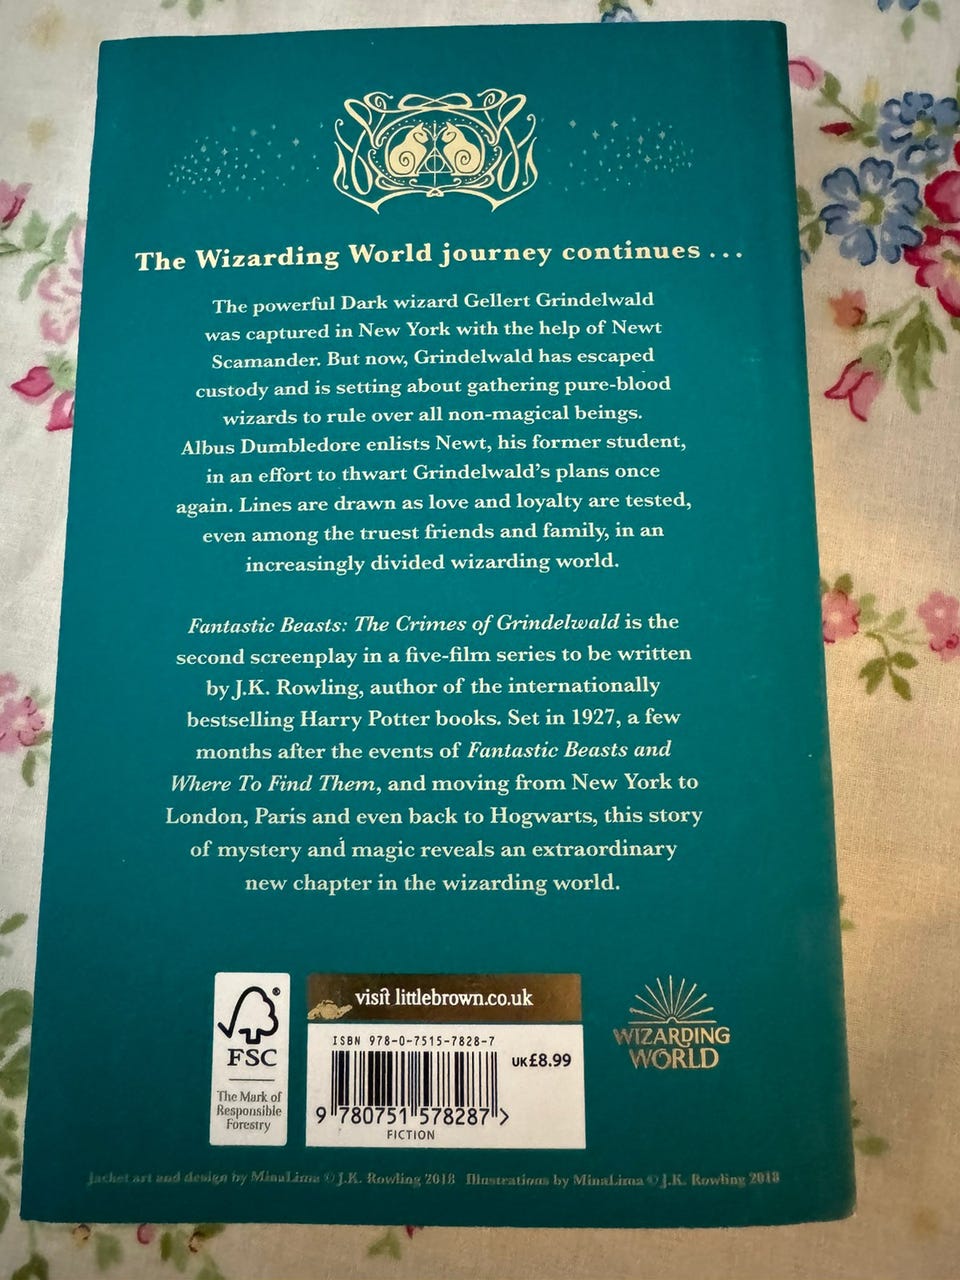 The Wizarding World journey continues . . .
The powerful Dark wizard Gellert Grindelwald
was captured in New York with the help of Newt
Scamander. But now, Grindelwald has escaped
custody and is setting about gathering pure-blood
wizards to rule over all non-magical beings.
Albus Dumbledore enlists Newt, his former student,
in an effort to thwart Grindelwald’s plans once
again. Lines are drawn as love and loyalty are tested,
even among the truest friends and family, in an
increasingly divided wizarding world.
Fantastic Beasts: The Crimes of Grindelwald is the
second screenplay in a five-film series to be written
by J.K. Rowling, author of the internationally
bestselling Harry Potter books. Set in 1927, a few
months after the events of Fantastic Beasts and
Where To Find Them, and moving from New York to
London, Paris and even back to Hogwarts, this story
of mystery and magic reveals an extraordinary
new chapter in the wizarding world.
®
FSC
The Mark of
Responsible
Forestry
visit littlebrown.co.uk
ISBN 978-0-7515-7828-7
UK£8.99
9 780751 578287 >
FICTION
WIZARDING
WORLD
Jacket art and design by MinaLima © J.K. Rowling 2018 Illustrations by MinaLima © J.K. Rowling 2018